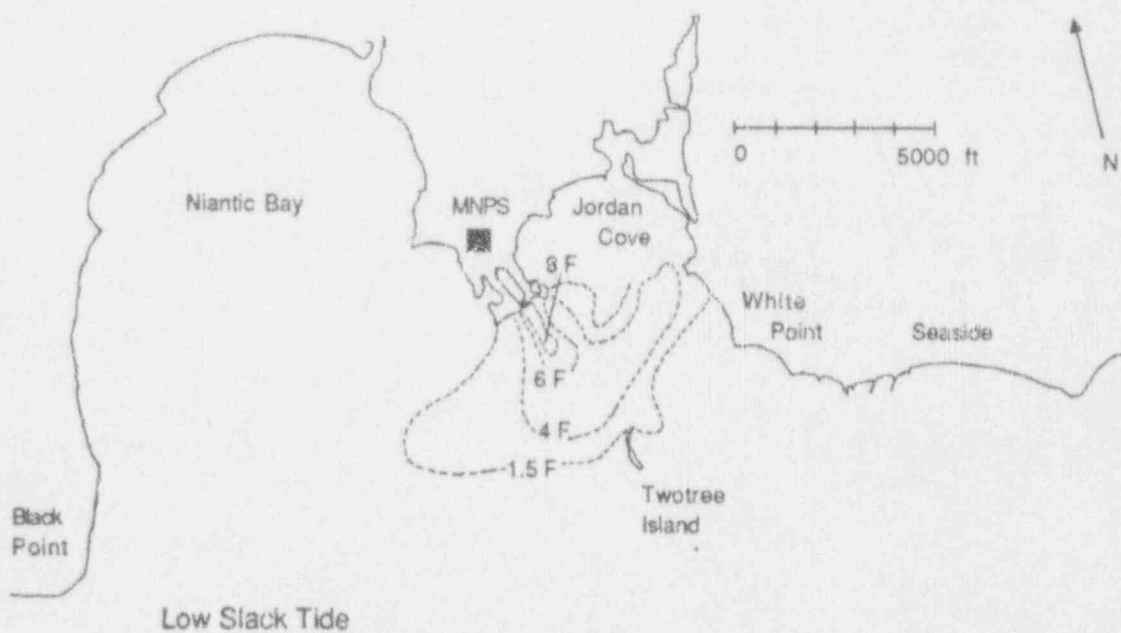 Niantic Bay
MNPS
Jordan
Cove
0 5000 ft
N
8 F
White
Point
Seaside
6 F
4 F
1.5 F
Twotree
Island
Black
Point
Low Slack Tide